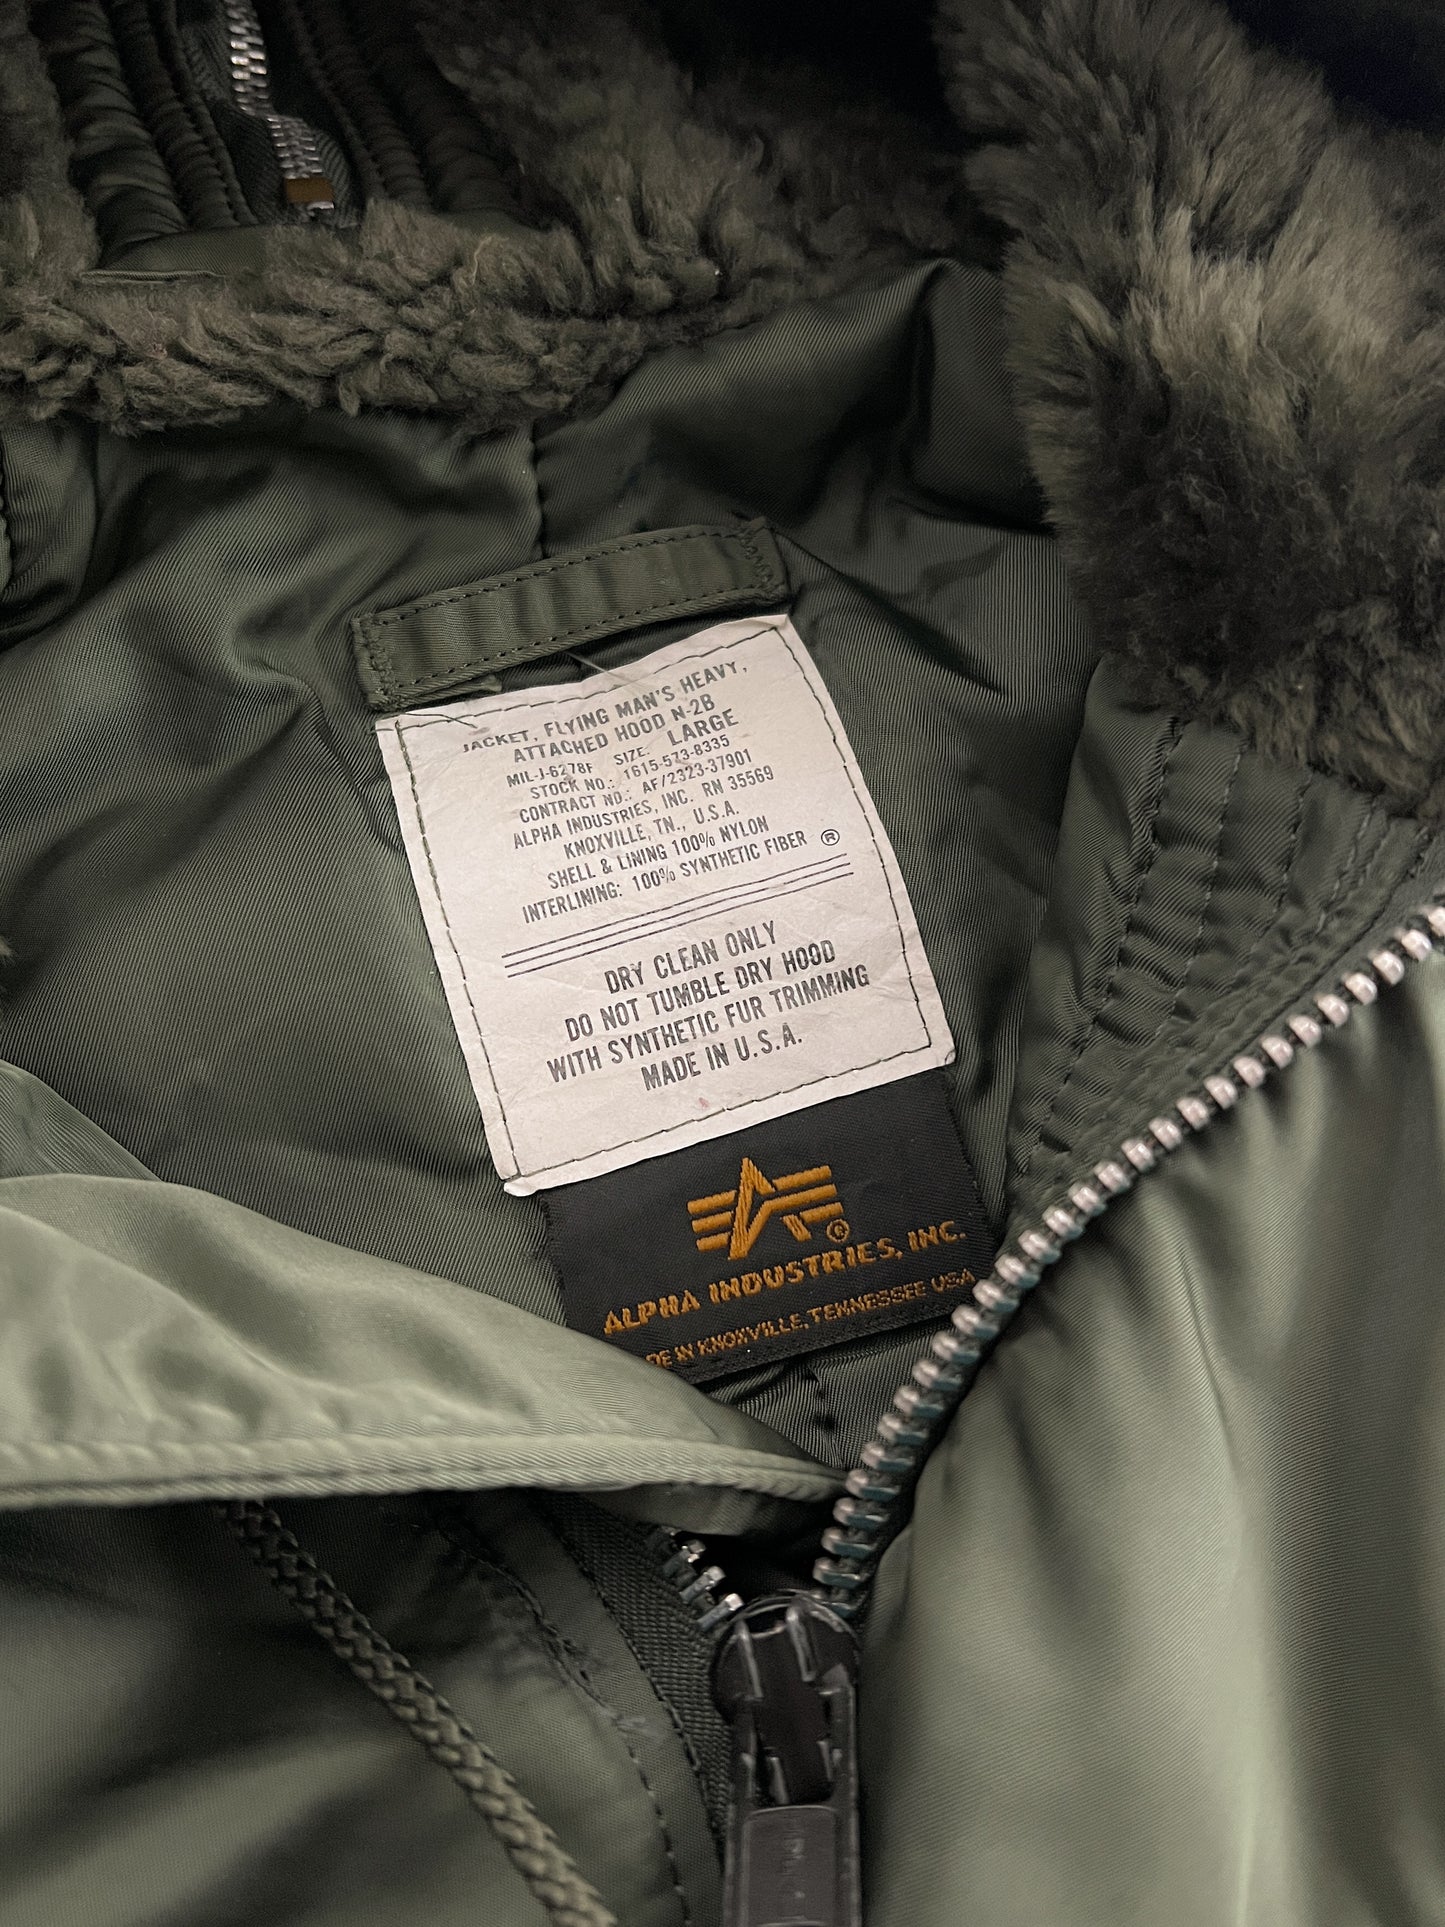 JACKET, FLYING MAN'S HEAVY,
ATTACHED HOOD N-2B
MIL-J-6278F SIZE: LARGE
STOCK NO.: 1615-573-8335
CONTRACT NO.: AF/2323-37901
ALPHA INDUSTRIES, INC. RN 35569
KNOXVILLE, TN., U.S.A.
SHELL & LINING 100% NYLON
INTERLINING: 100% SYNTHETIC FIBER ®
DRY CLEAN ONLY
DO NOT TUMBLE DRY HOOD
WITH SYNTHETIC FUR TRIMMING
MADE IN U.S.A.
®
ALPHA INDUSTRIES, INC.
DE IN KNOXVILLE, TENNESSEE USA